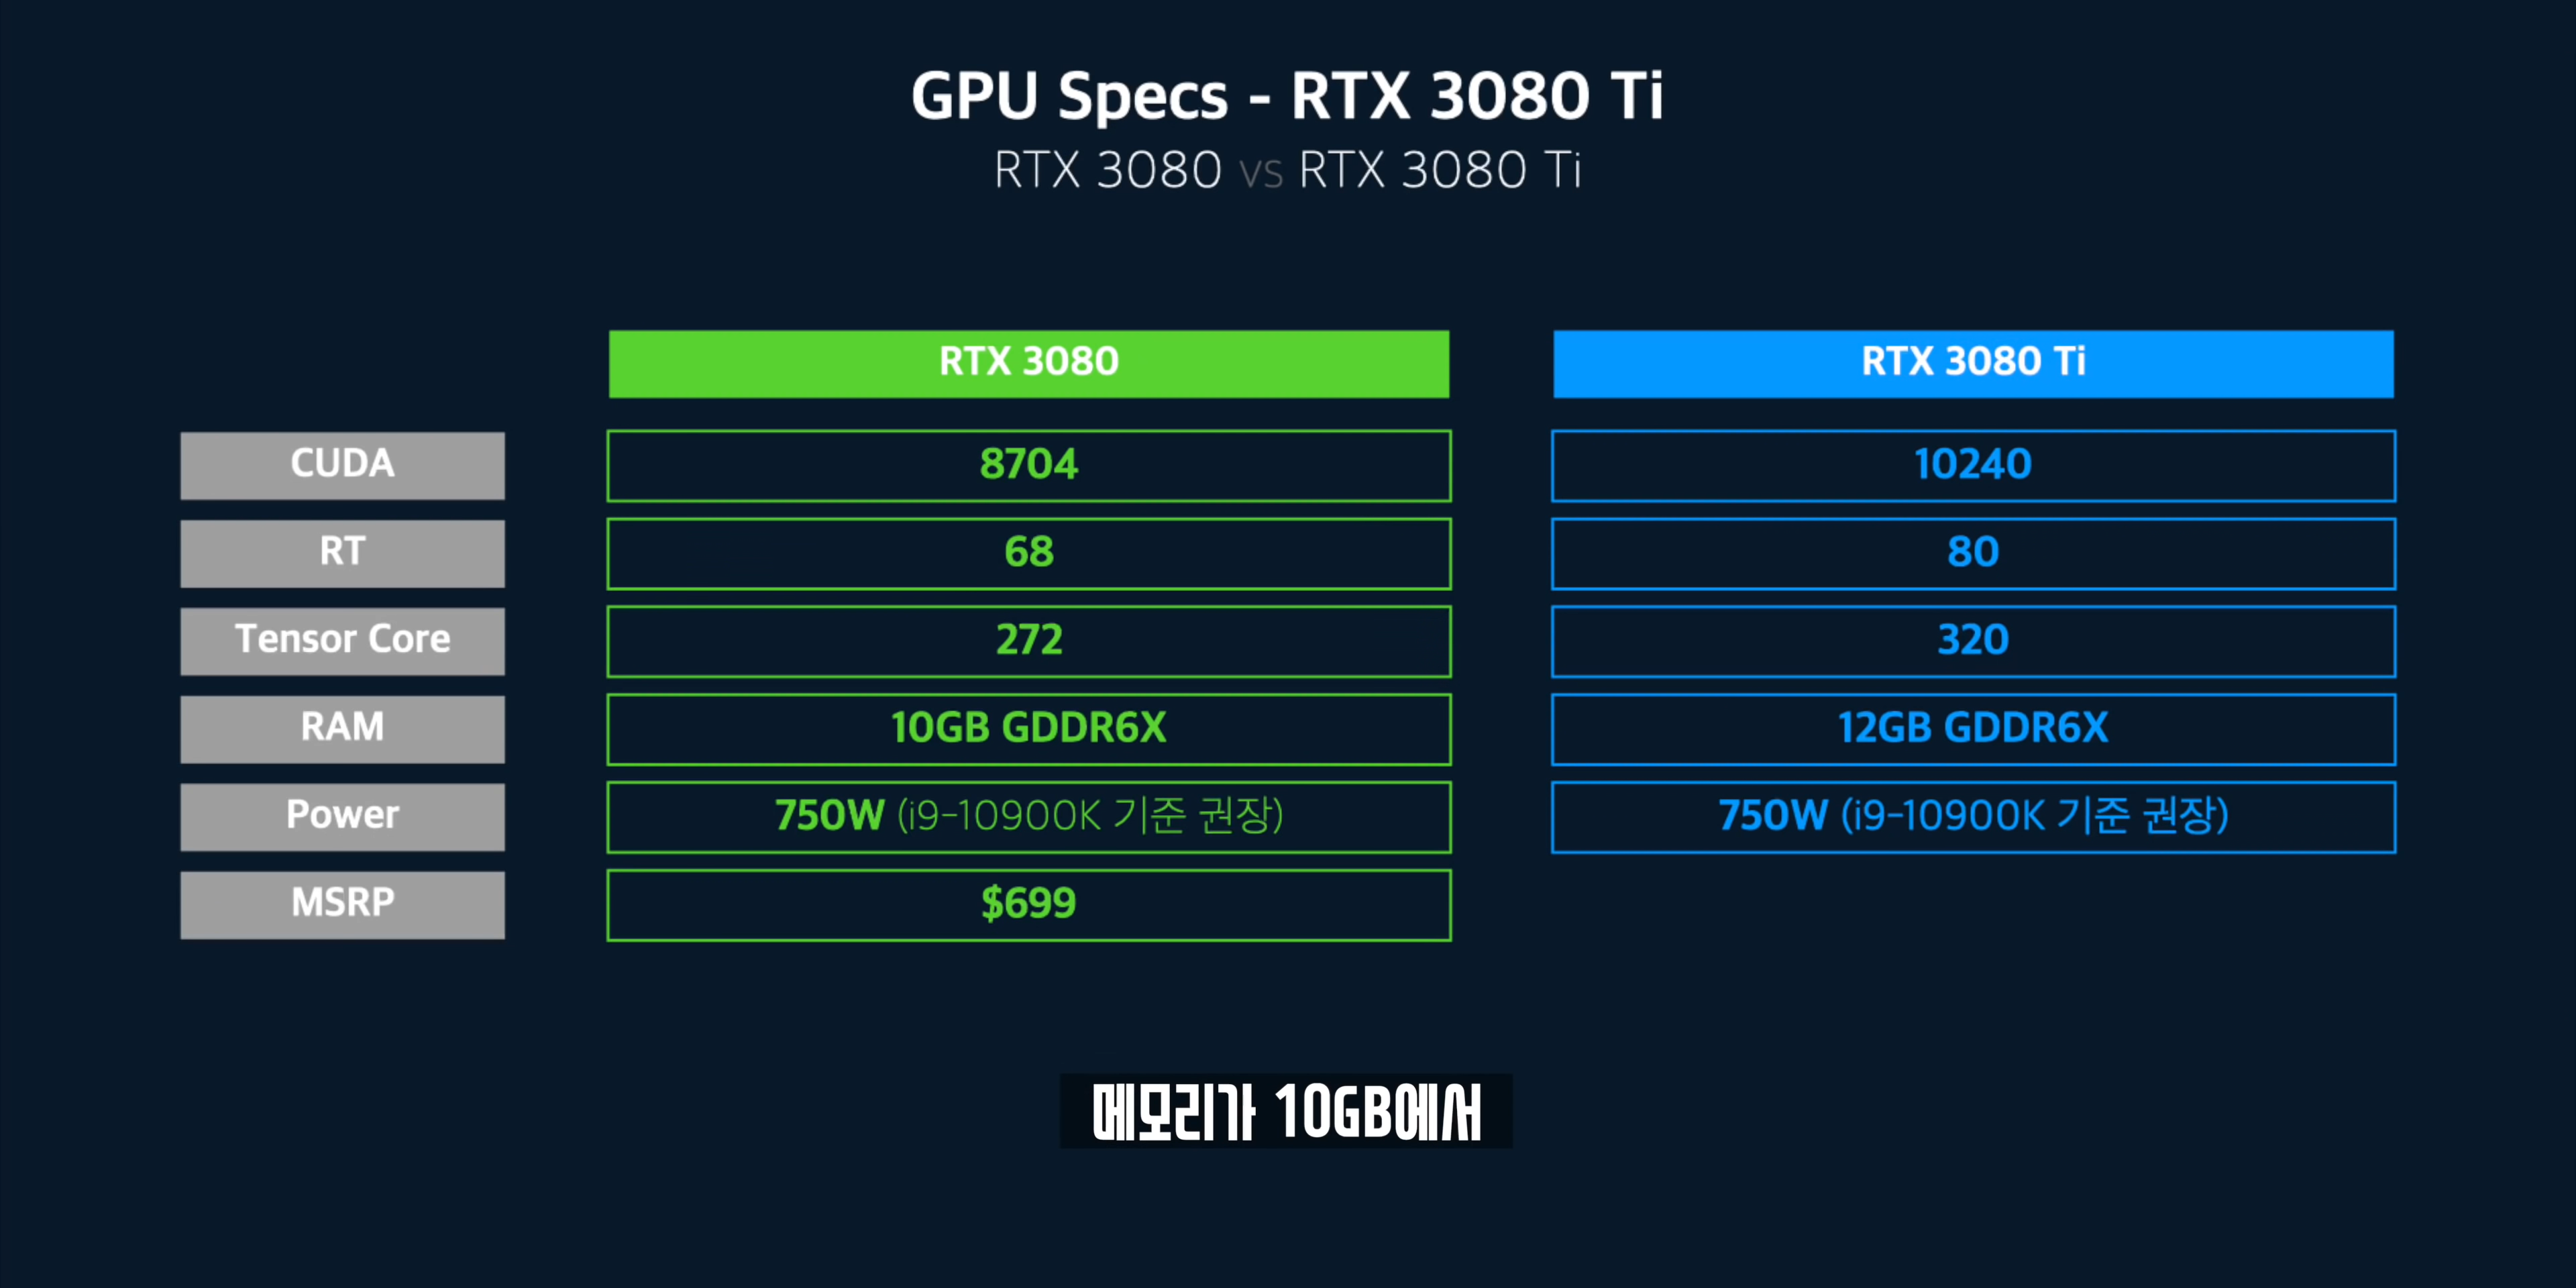 GPU Specs - RTX 3080 Ti
RTX 3080 vs RTX 3080 Ti
RTX 3080 RTX 3080 Ti
CUDA 8704 10240
RT 68 80
Tensor Core 272 320
RAM 10GB GDDR6X 12GB GDDR6X
Power 750W (i9-10900K 기준 권장) 750W (i9-10900K 기준 권장)
MSRP $699
메모리가 10GB에서